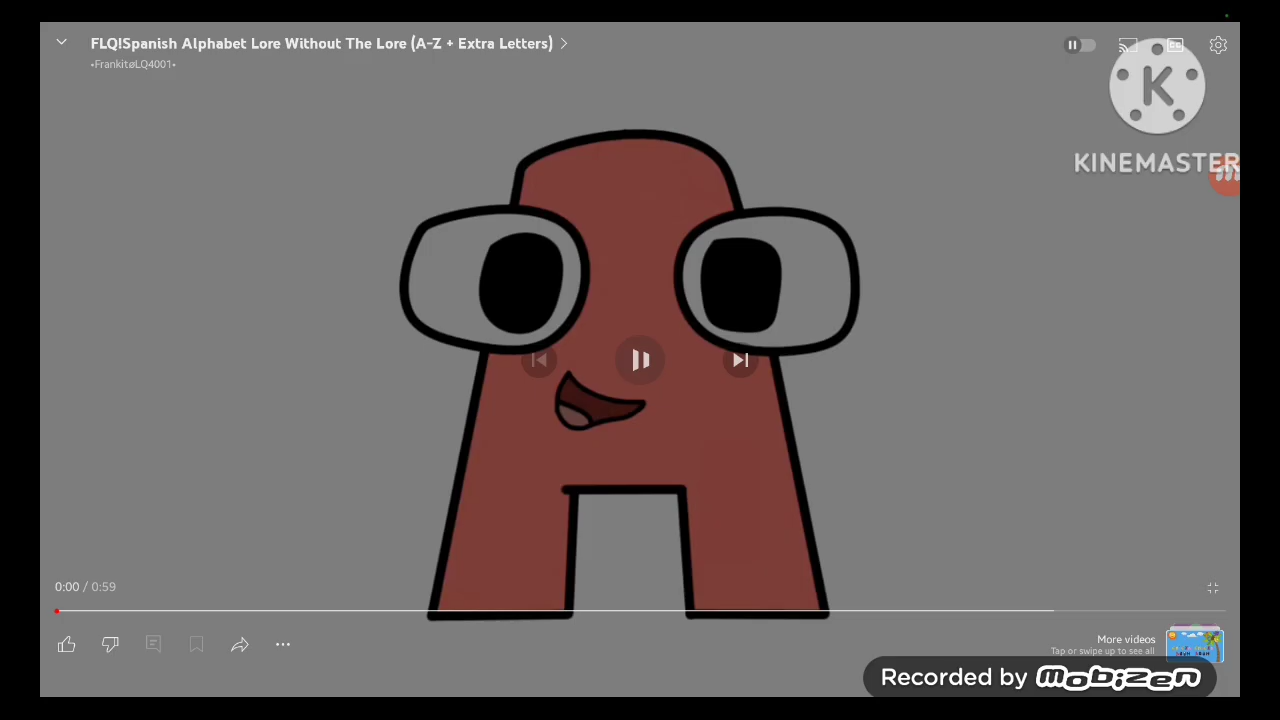 FLQ!Spanish Alphabet Lore Without The Lore (A-Z + Extra Letters)
•FrankitøLQ4001•
CC
K
KINEMASTER
0:00 / 0:59
More videos
Tap or swipe up to see all
Recorded by mobizen